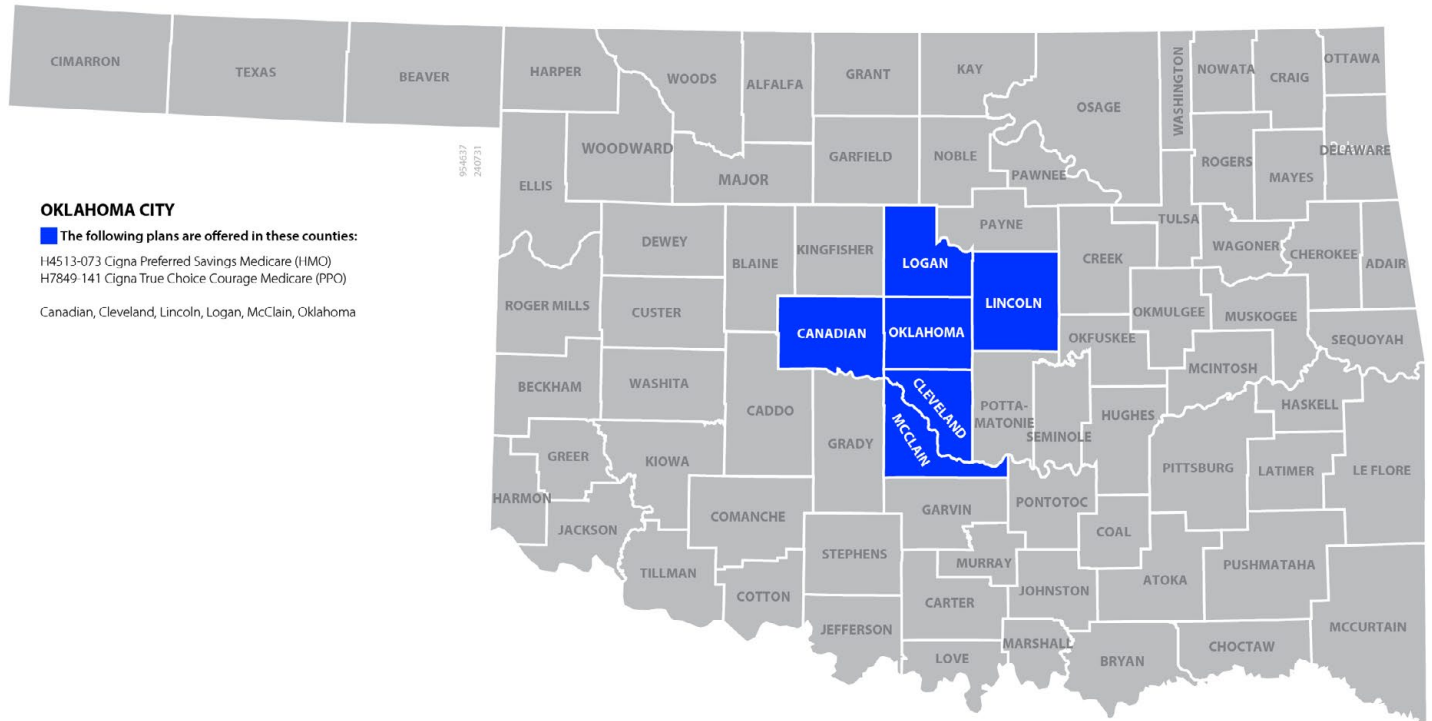 CIMARRON
TEXAS
BEAVER
HARPER
WOODS
ALFALFA
GRANT
KAY
OSAGE
WASHINGTON
NOWATA
CRAIG
OTTAWA
954637
240731
ELLIS
WOODWARD
MAJOR
GARFIELD
NOBLE
PAWNEE
ROGERS
MAYES
DELAWARE
OKLAHOMA CITY
The following plans are offered in these counties:
H4513-073 Cigna Preferred Savings Medicare (HMO)
H7849-141 Cigna True Choice Courage Medicare (PPO)
Canadian, Cleveland, Lincoln, Logan, McClain, Oklahoma
DEWEY
BLAINE
KINGFISHER
LOGAN
PAYNE
CREEK
TULSA
WAGONER
CHEROKEE
ADAIR
ROGER MILLS
CUSTER
CANADIAN
OKLAHOMA
LINCOLN
OKFUSKEE
OKMULGEE
MUSKOGEE
SEQUOYAH
BECKHAM
WASHITA
CADDO
GRADY
CLEVELAND
MCCLAIN
POTTA-
MATONIE
SEMINOLE
HUGHES
MCINTOSH
HASKELL
GREER
KIOWA
PITTSBURG
LATIMER
LE FLORE
HARMON
JACKSON
COMANCHE
GARVIN
PONTOTOC
COAL
TILLMAN
COTTON
STEPHENS
MURRAY
JOHNSTON
ATOKA
PUSHMATAHA
JEFFERSON
CARTER
LOVE
MARSHALL
BRYAN
CHOCTAW
MCCURTAIN